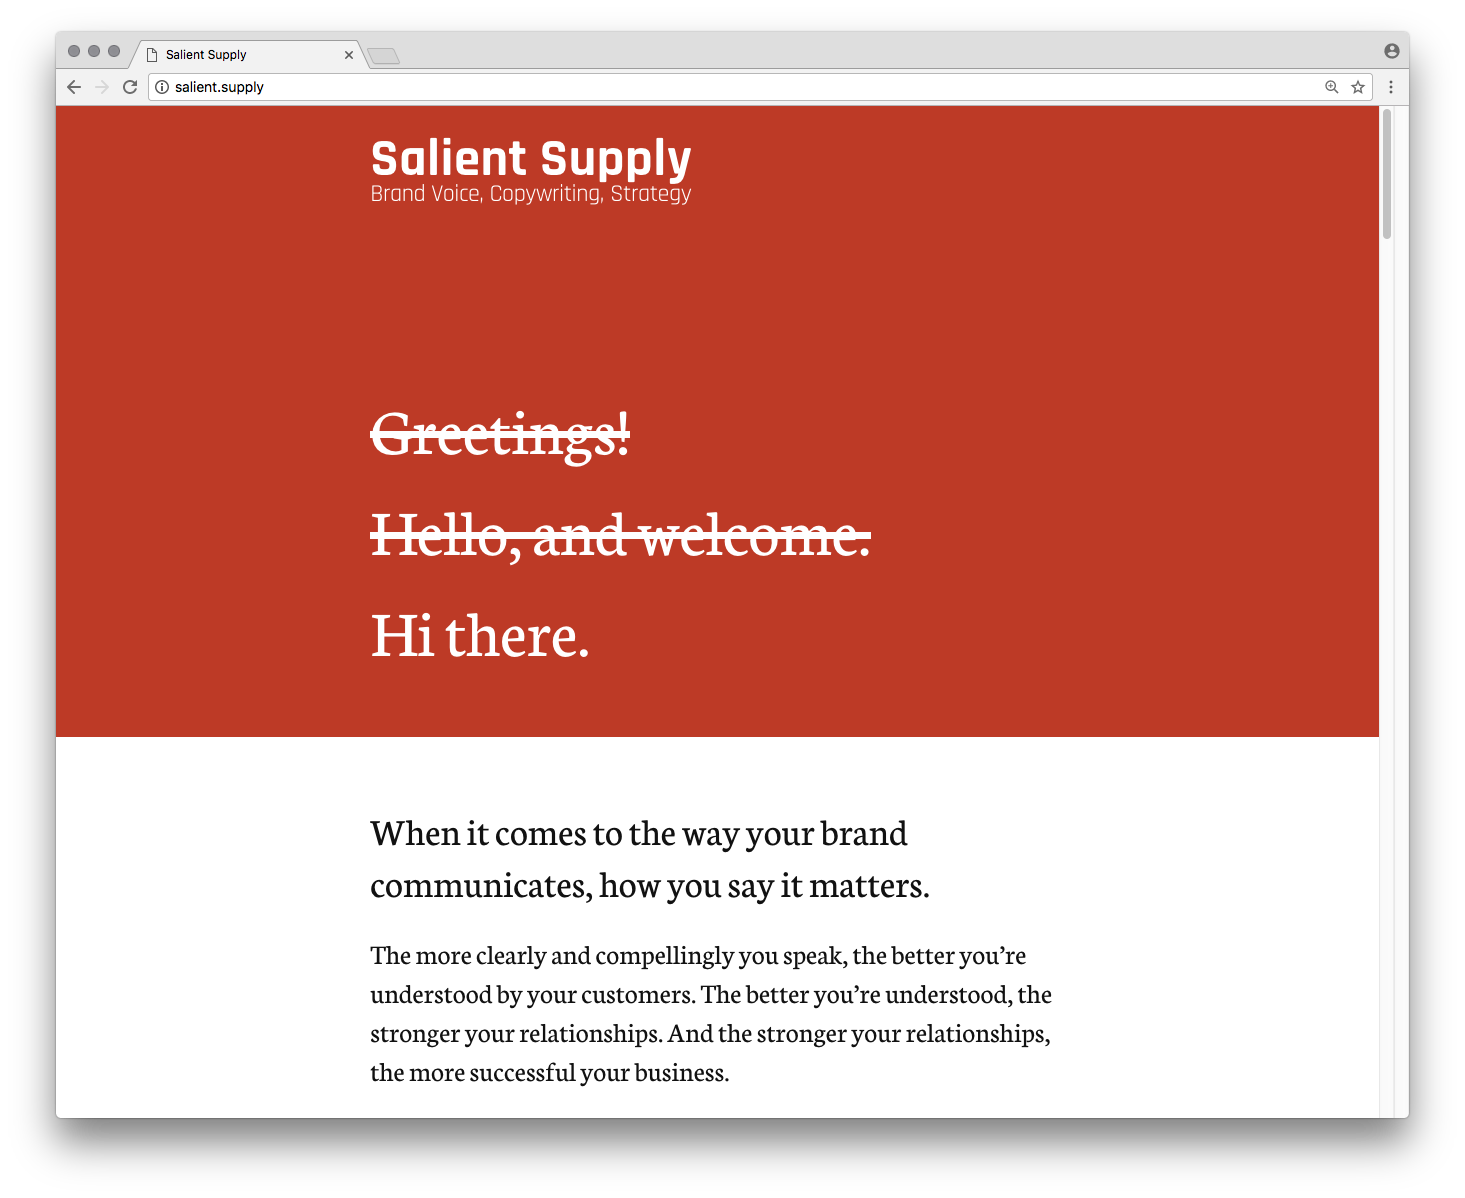 Salient Supply
salient.supply
Salient Supply
Brand Voice, Copywriting, Strategy
Greetings!
Hello, and welcome.
Hi there.
When it comes to the way your brand
communicates, how you say it matters.
The more clearly and compellingly you speak, the better you’re
understood by your customers. The better you’re understood, the
stronger your relationships. And the stronger your relationships,
the more successful your business.